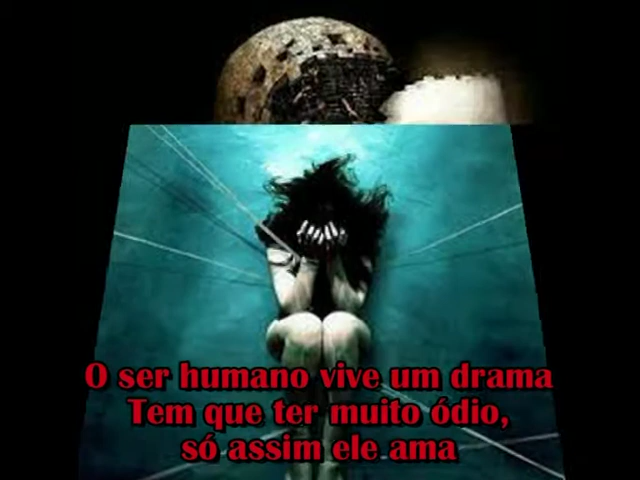 O ser humano vive um drama
Tem que ter muito ódio,
só assim ele ama